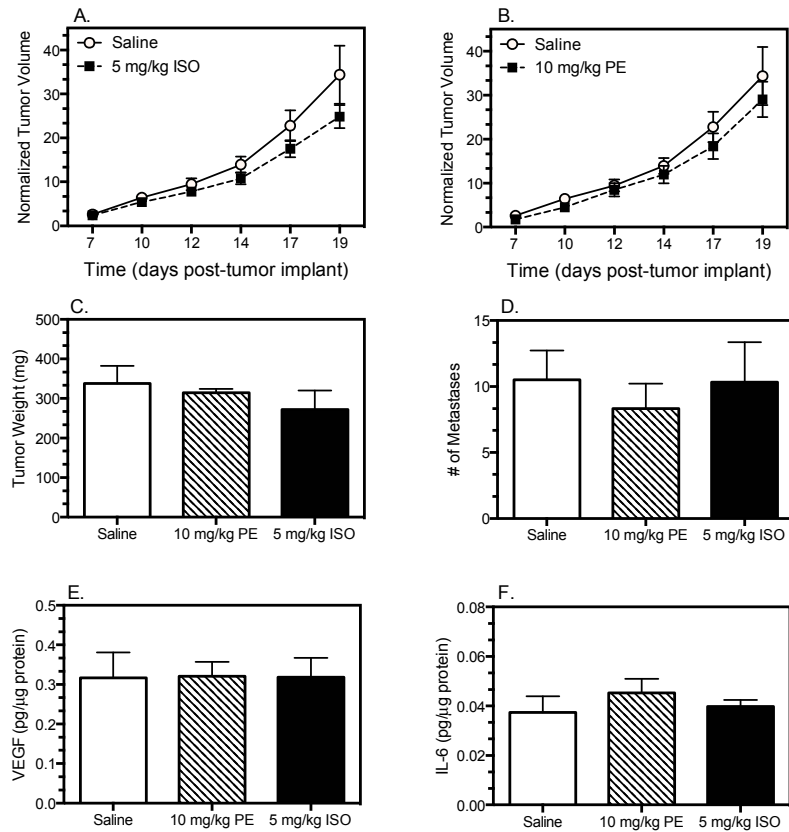 A.
Normalized Tumor Volume
40
30
20
10
0
Saline
5 mg/kg ISO
7 10 12 14 17 19
Time (days post-tumor implant)
B.
Normalized Tumor Volume
40
30
20
10
0
Saline
10 mg/kg PE
7 10 12 14 17 19
Time (days post-tumor implant)
C.
Tumor Weight (mg)
500
400
300
200
100
0
Saline 10 mg/kg PE 5 mg/kg ISO
D.
# of Metastases
15
10
5
0
Saline 10 mg/kg PE 5 mg/kg ISO
E.
VEGF (pg/µg protein)
0.5
0.4
0.3
0.2
0.1
0.0
Saline 10 mg/kg PE 5 mg/kg ISO
F.
IL-6 (pg/µg protein)
0.08
0.06
0.04
0.02
0.00
Saline 10 mg/kg PE 5 mg/kg ISO